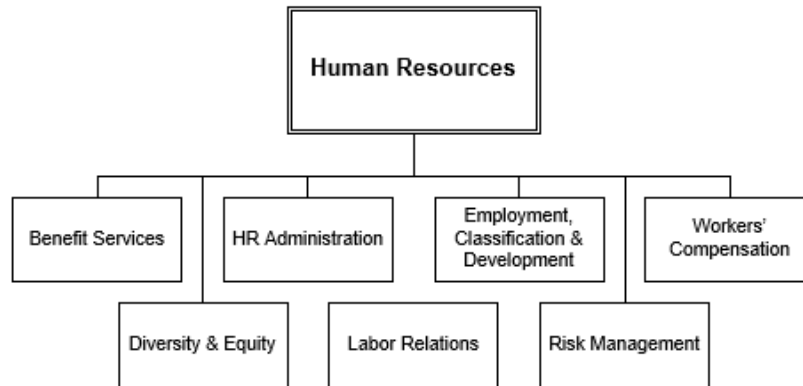 Human Resources
Benefit Services
HR Administration
Employment,
Classification &
Development
Workers’
Compensation
Diversity & Equity
Labor Relations
Risk Management